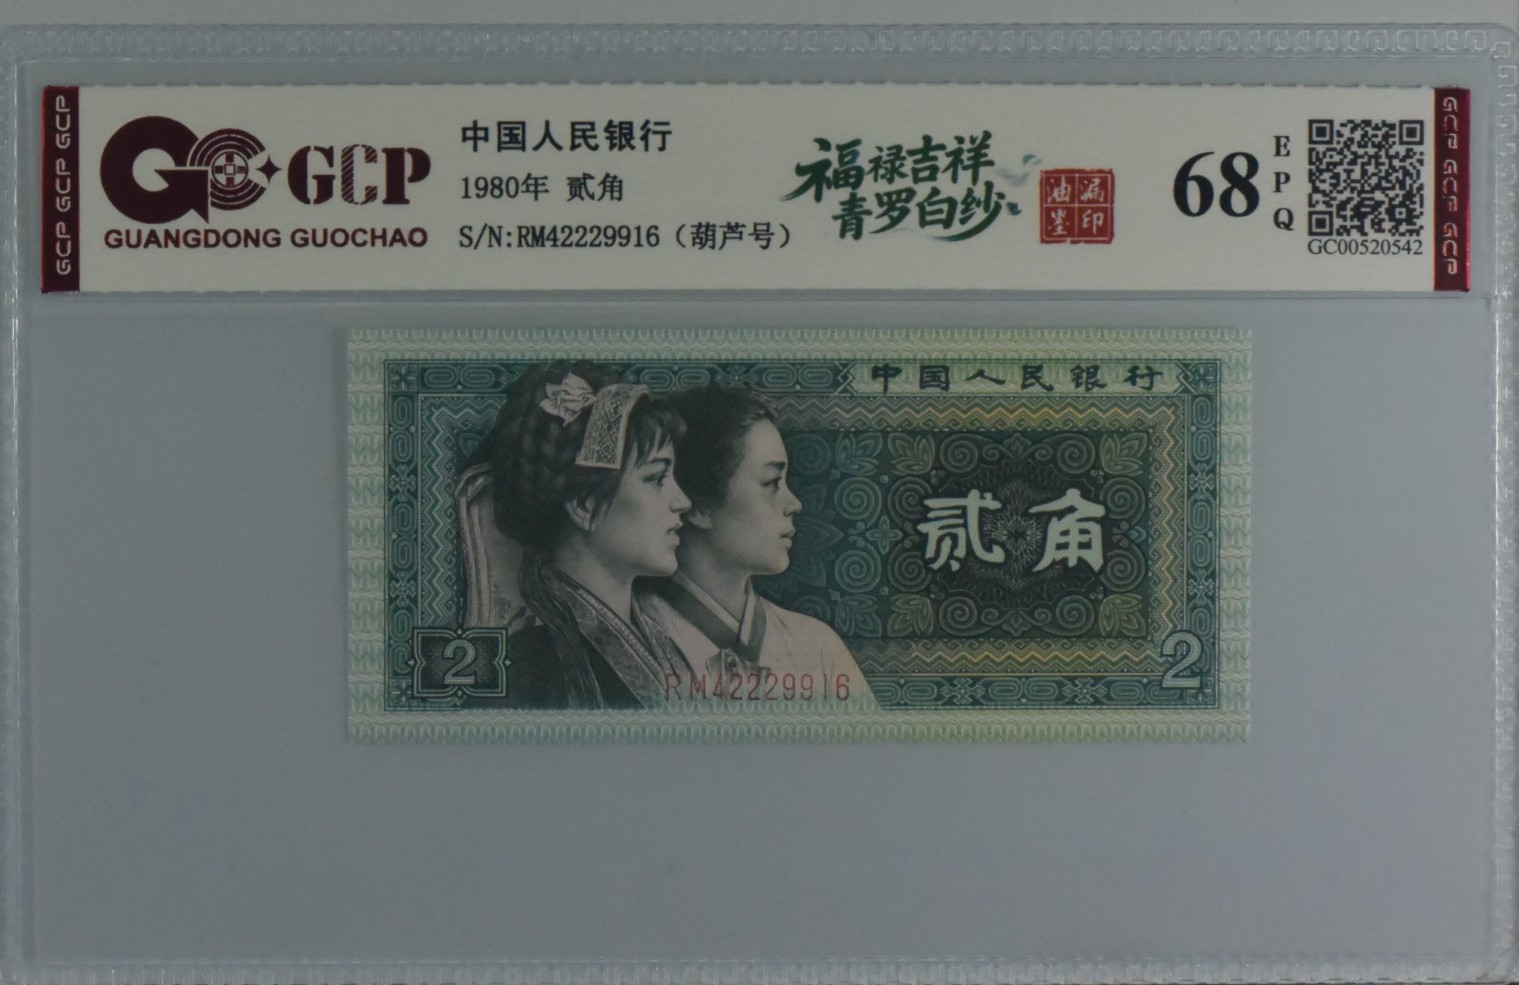 GCP GCP GCP
GCP
GUANGDONG GUOCHAO
中国人民银行
1980年 贰角
S/N:RM42229916（葫芦号）
福禄吉祥
青罗白纱
油漏
墨印
68
EPQ
GC00520542
GCP GCP GCP
中国人民银行
贰角
2
2
RM42229916